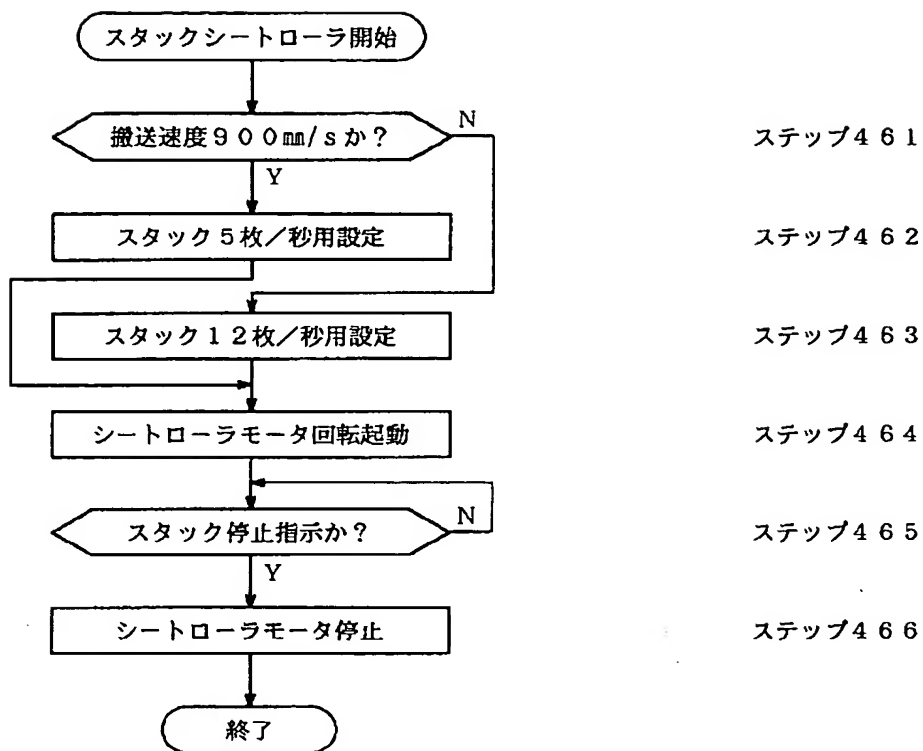 スタックシートローラ開始
搬送速度900㎜/sか?
N
ステップ461
Y
スタック5枚/秒用設定
ステップ462
スタック12枚/秒用設定
ステップ463
シートローラモータ回転起動
ステップ464
スタック停止指示か?
N
ステップ465
Y
シートローラモータ停止
ステップ466
終了